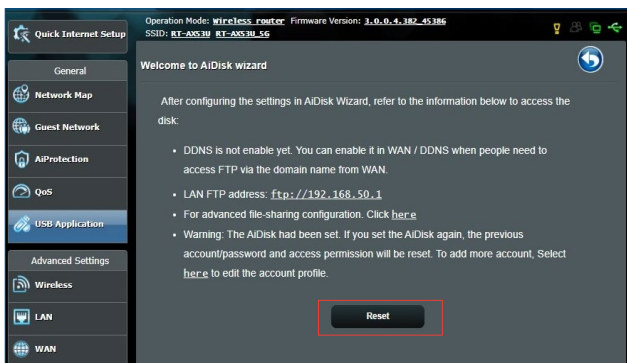 Quick Internet Setup
General
Network Map
Guest Network
AiProtection
QoS
USB Application
Advanced Settings
Wireless
LAN
WAN
Operation Mode: Wireless router Firmware Version: 3.0.0.4.382_45386
SSID: RT-AX53U RT-AX53U_5G
Welcome to AiDisk wizard
After configuring the settings in AiDisk Wizard, refer to the information below to access the
disk:
• DDNS is not enable yet. You can enable it in WAN / DDNS when people need to
access FTP via the domain name from WAN.
• LAN FTP address: ftp://192.168.50.1
• For advanced file-sharing configuration. Click here
• Warning: The AiDisk had been set. If you set the AiDisk again, the previous
account/password and access permission will be reset. To add more account, Select
here to edit the account profile.
Reset